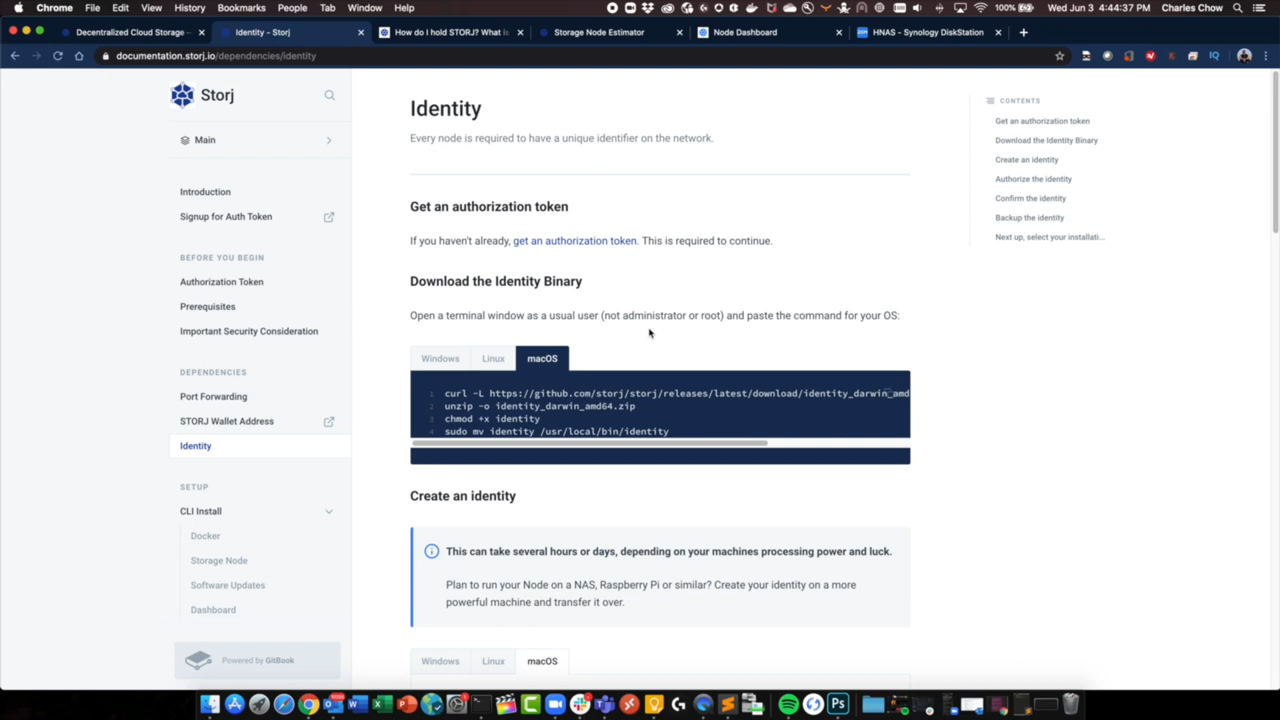 Chrome File Edit View History Bookmarks People Tab Window Help 100% Wed Jun 3 4:44:37 PM Charles Chow
Decentralized Cloud Storage Identity - Storj How do I hold STORJ? What is Storage Node Estimator Node Dashboard HNAS - Synology DiskStation
documentation.storj.io/dependencies/identity
Storj
Main
Introduction
Signup for Auth Token
BEFORE YOU BEGIN
Authorization Token
Prerequisites
Important Security Consideration
DEPENDENCIES
Port Forwarding
STORJ Wallet Address
Identity
SETUP
CLI Install
Docker
Storage Node
Software Updates
Dashboard
Powered by GitBook
Identity
Every node is required to have a unique identifier on the network.
Get an authorization token
If you haven't already, get an authorization token. This is required to continue.
Download the Identity Binary
Open a terminal window as a usual user (not administrator or root) and paste the command for your OS:
Windows Linux macOS
1 curl -L https://github.com/storj/storj/releases/latest/download/identity_darwin_amd
2 unzip -o identity_darwin_amd64.zip
3 chmod +x identity
4 sudo mv identity /usr/local/bin/identity
Create an identity
This can take several hours or days, depending on your machines processing power and luck.
Plan to run your Node on a NAS, Raspberry Pi or similar? Create your identity on a more
powerful machine and transfer it over.
Windows Linux macOS
CONTENTS
Get an authorization token
Download the Identity Binary
Create an identity
Authorize the identity
Confirm the identity
Backup the identity
Next up, select your installati...